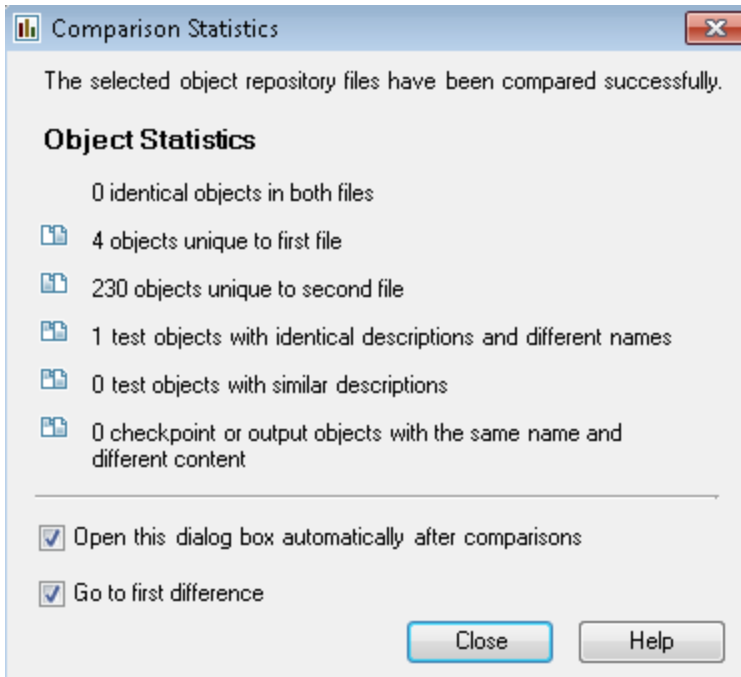 Comparison Statistics
The selected object repository files have been compared successfully.
Object Statistics
0 identical objects in both files
4 objects unique to first file
230 objects unique to second file
1 test objects with identical descriptions and different names
0 test objects with similar descriptions
0 checkpoint or output objects with the same name and
different content
Open this dialog box automatically after comparisons
Go to first difference
Close
Help